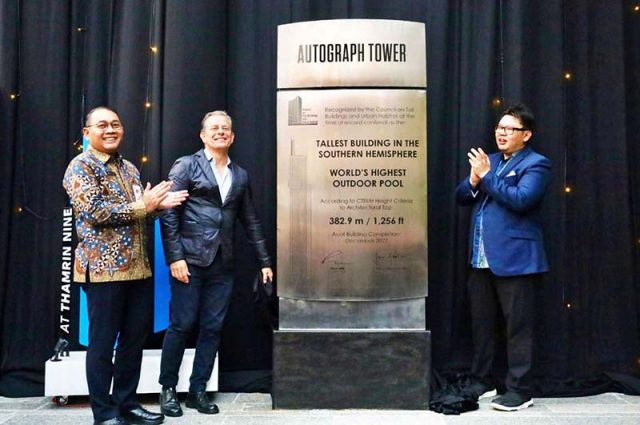 AUTOGRAPH TOWER
Recognized by the Council on Tall
Buildings and Urban Habitat at the
time of record conferral as the
TALLEST BUILDING IN THE
SOUTHERN HEMISPHERE
WORLD'S HIGHEST
OUTDOOR POOL
According to CTBUH Height Criteria
to Architectural Top
382.9 m / 1,256 ft
As at Building Completion
December 2022
AT THAMRIN NINE